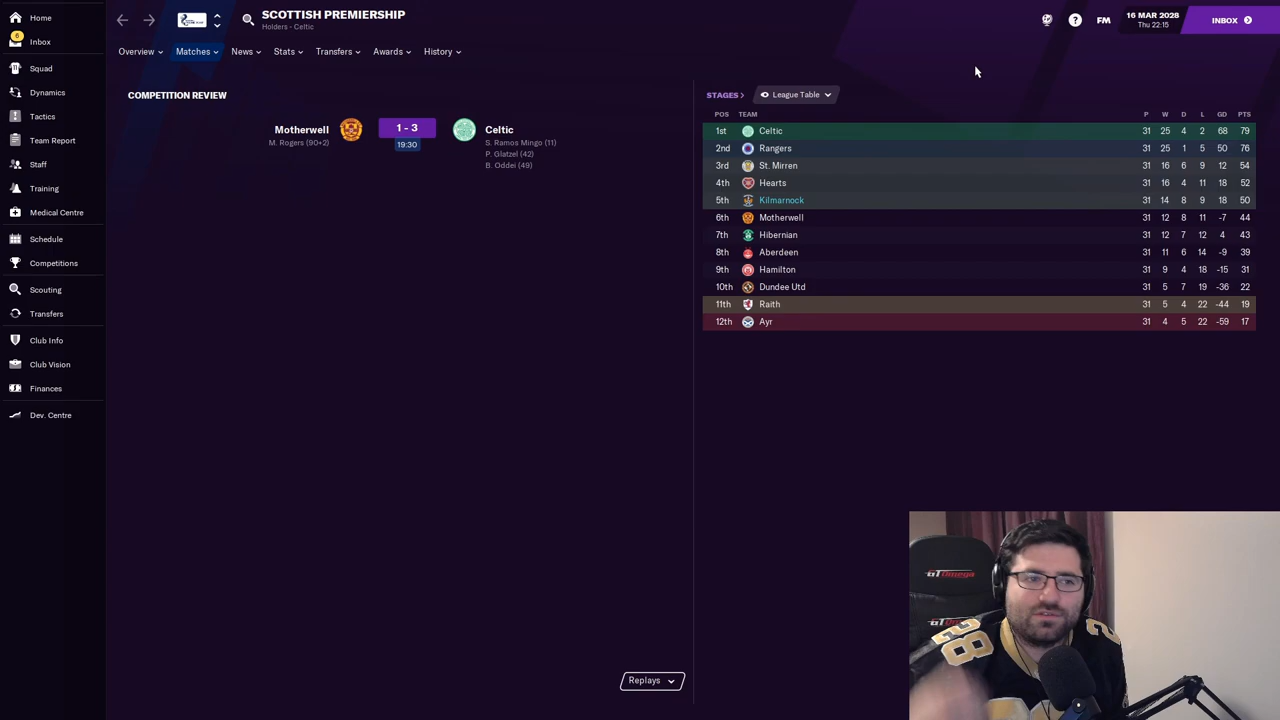 Home
6
Inbox
Squad
Dynamics
Tactics
Team Report
Staff
Training
Medical Centre
Schedule
Competitions
Scouting
Transfers
Club Info
Club Vision
Finances
Dev. Centre
SCOTTISH PREMIERSHIP
Holders - Celtic
? FM
16 MAR 2028
Thu 22:15
INBOX
Overview Matches News Stats Transfers Awards History
COMPETITION REVIEW
Motherwell 1 - 3 Celtic
M. Rogers (90+2) 19:30 S. Ramos Mingo (11)
P. Glatzel (42)
B. Oddei (49)
Replays
STAGES > League Table
POS TEAM P W D L GD PTS
1st Celtic 31 25 4 2 68 79
2nd Rangers 31 25 1 5 50 76
3rd St. Mirren 31 16 6 9 12 54
4th Hearts 31 16 4 11 18 52
5th Kilmarnock 31 14 8 9 18 50
6th Motherwell 31 12 8 11 -7 44
7th Hibernian 31 12 7 12 4 43
8th Aberdeen 31 11 6 14 -9 39
9th Hamilton 31 9 4 18 -15 31
10th Dundee Utd 31 5 7 19 -36 22
11th Raith 31 5 4 22 -44 19
12th Ayr 31 4 5 22 -59 17
GT Omega
28
2